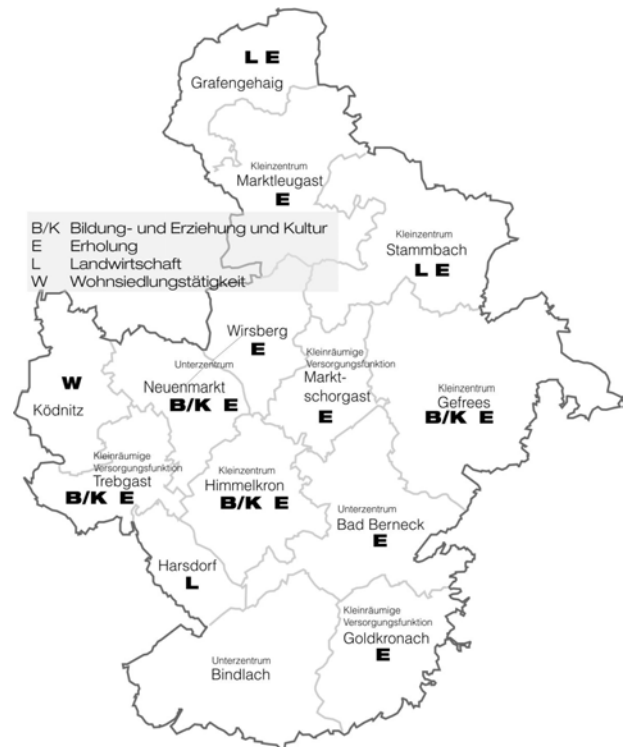 L E
Grafengehaig
Kleinzentrum
Marktleugast
E
B/K Bildung- und Erziehung und Kultur
E Erholung
L Landwirtschaft
W Wohnsiedlungstätigkeit
Kleinzentrum
Stammbach
L E
Wirsberg
E
Unterzentrum
Neuenmarkt
B/K E
Kleinräumige
Versorgungsfunktion
Markt-
schorgast
E
Kleinzentrum
Gefrees
B/K E
W
Ködnitz
Kleinräumige
Versorgungsfunktion
Trebgast
B/K E
Kleinzentrum
Himmelkron
B/K E
Unterzentrum
Bad Berneck
E
Harsdorf
L
Kleinräumige
Versorgungsfunktion
Goldkronach
E
Unterzentrum
Bindlach